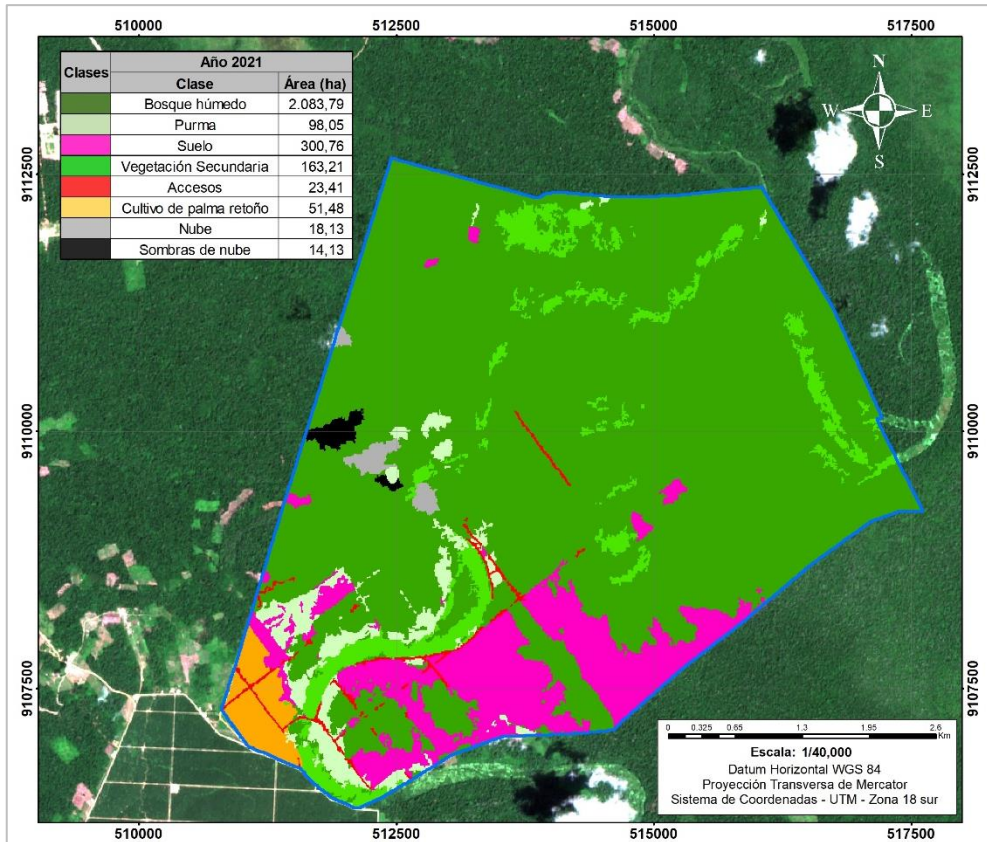 510000 512500 515000 517500
Clases Año 2021
Clase Área (ha)
Bosque húmedo 2.083,79
Purma 98,05
Suelo 300,76
Vegetación Secundaria 163,21
Accesos 23,41
Cultivo de palma retoño 51,48
Nube 18,13
Sombras de nube 14,13
N
W E
S
9112500 9112500
9110000 9110000
9107500 9107500
0 0.325 0.65 1.3 1.95 2.6
Km
Escala: 1/40,000
Datum Horizontal WGS 84
Proyección Transversa de Mercator
Sistema de Coordenadas - UTM - Zona 18 sur
510000 512500 515000 517500